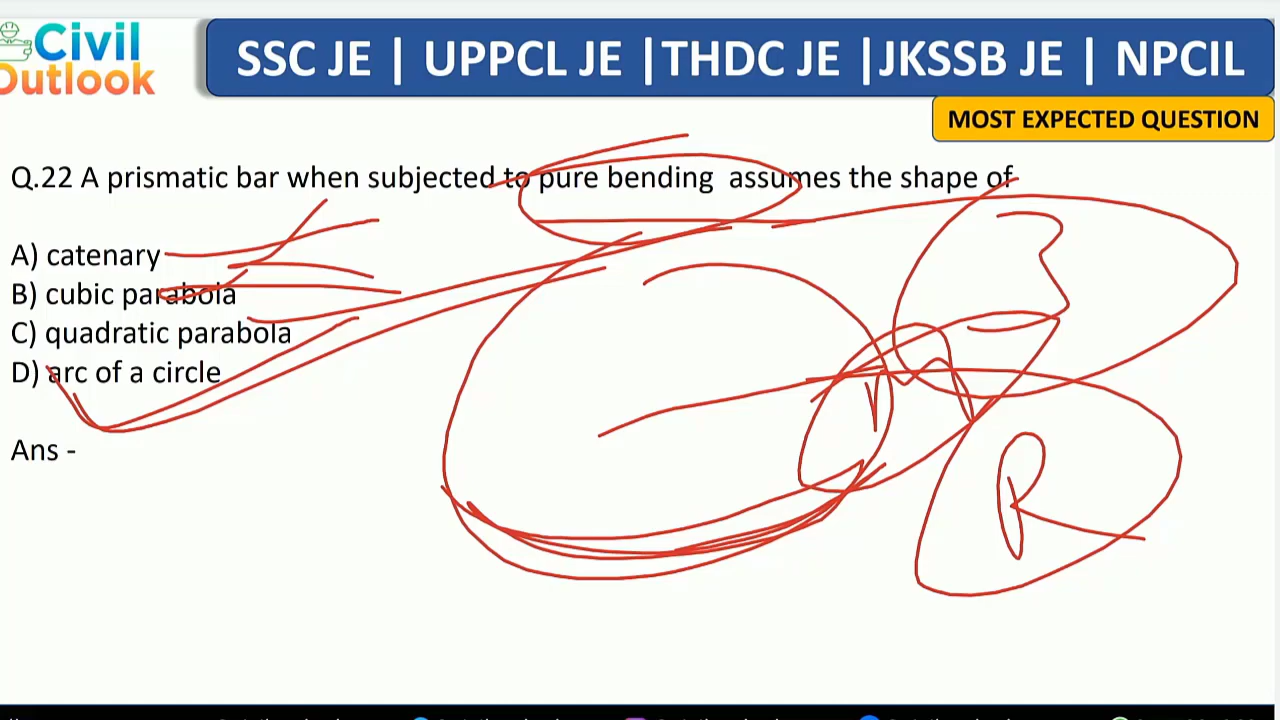 Civil
Outlook
SSC JE | UPPCL JE |THDC JE |JKSSB JE | NPCIL
MOST EXPECTED QUESTION
Q.22 A prismatic bar when subjected to pure bending assumes the shape of
A) catenary
B) cubic parabola
C) quadratic parabola
D) arc of a circle
Ans -
R